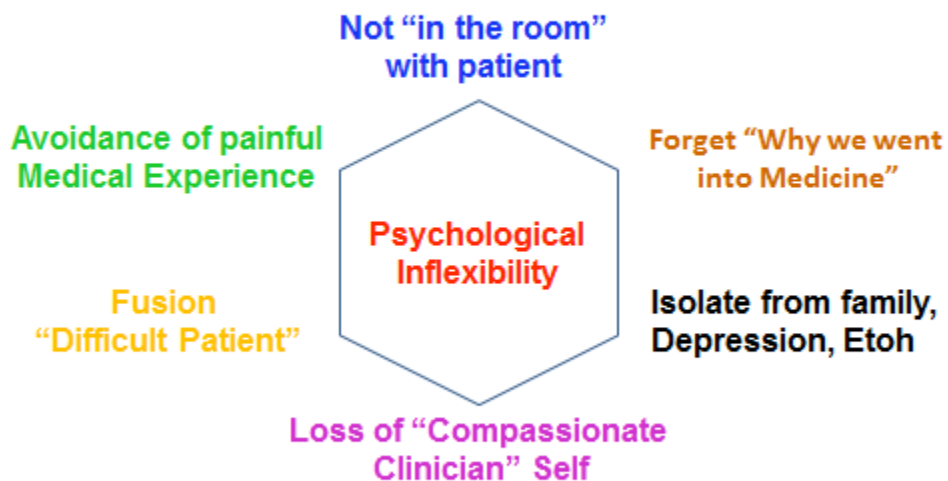 Not “in the room”
with patient
Avoidance of painful
Medical Experience
Forget “Why we went
into Medicine”
Psychological
Inflexibility
Fusion
“Difficult Patient”
Isolate from family,
Depression, Etoh
Loss of “Compassionate
Clinician” Self